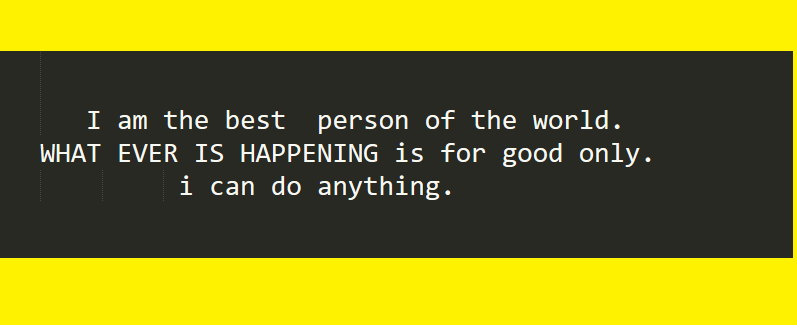 I am the best  person of the world.
WHAT EVER IS HAPPENING is for good only.
i can do anything.